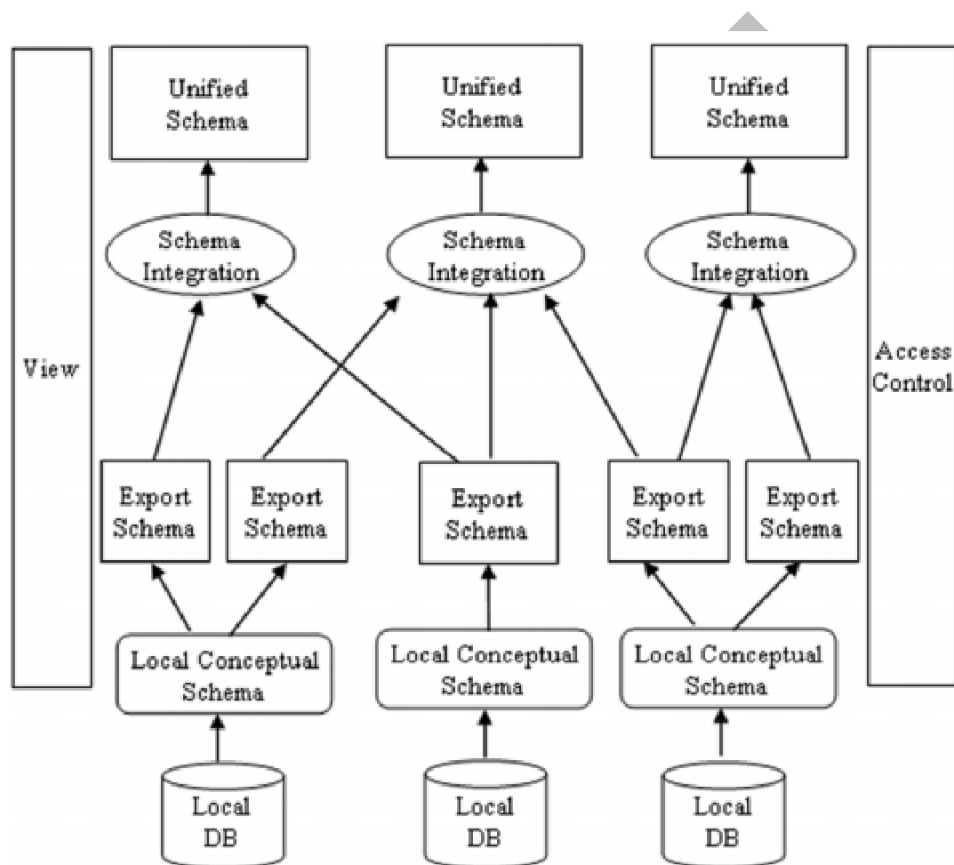 Unified
Schema
Unified
Schema
Unified
Schema
Schema
Integration
Schema
Integration
Schema
Integration
View
Access
Control
Export
Schema
Export
Schema
Export
Schema
Export
Schema
Export
Schema
Local Conceptual
Schema
Local Conceptual
Schema
Local Conceptual
Schema
Local
DB
Local
DB
Local
DB